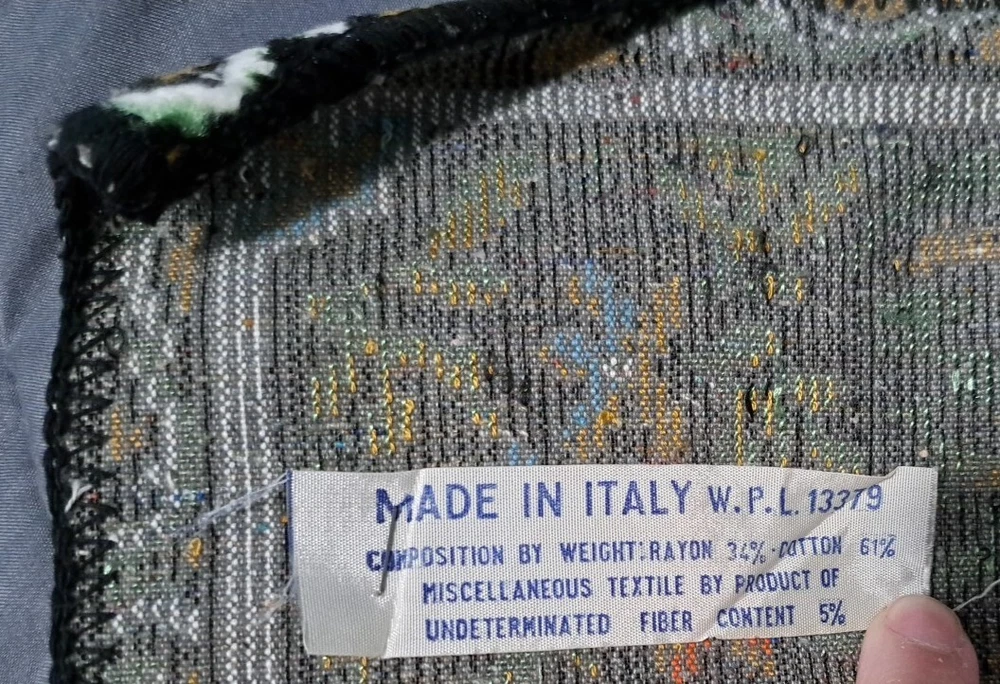 MADE IN ITALY W.P.L. 13379
COMPOSITION BY WEIGHT: RAYON 34% - COTTON 61%
MISCELLANEOUS TEXTILE BY PRODUCT OF
UNDETERMINATED FIBER CONTENT 5%